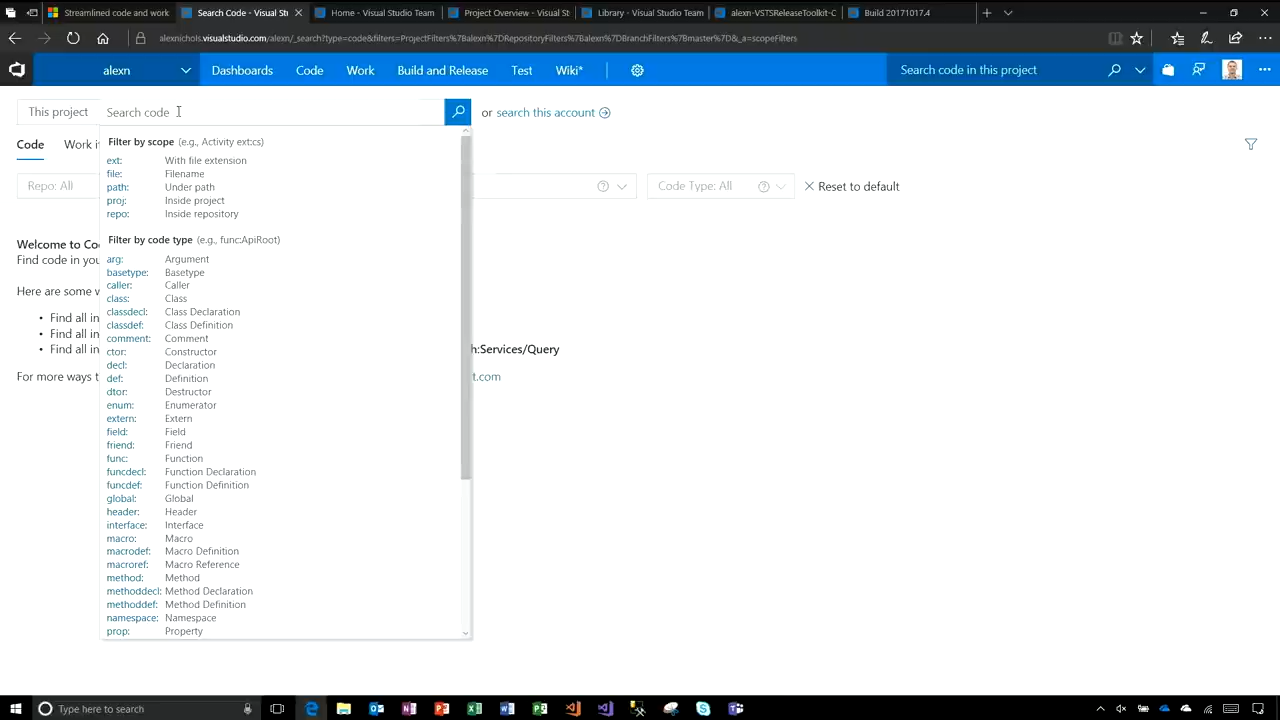 Streamlined code and work
Search Code - Visual Stu
Home - Visual Studio Team
Project Overview - Visual St
Library - Visual Studio Team
alexn-VSTSReleaseToolkit-C
Build 20171017.4
alexnichols.visualstudio.com/alexn/_search?type=code&filters=ProjectFilters%7Balexn%7DRepositoryFilters%7Balexn%7DBranchFilters%7Bmaster%7D&_a=scopeFilters
alexn
Dashboards
Code
Work
Build and Release
Test
Wiki*
Search code in this project
This project
Search code
or search this account
Code
Work i
Repo: All
Code Type: All
Reset to default
Filter by scope (e.g., Activity ext:cs)
ext: With file extension
file: Filename
path: Under path
proj: Inside project
repo: Inside repository
Filter by code type (e.g., func:ApiRoot)
arg: Argument
basetype: Basetype
caller: Caller
class: Class
classdecl: Class Declaration
classdef: Class Definition
comment: Comment
ctor: Constructor
decl: Declaration
def: Definition
dtor: Destructor
enum: Enumerator
extern: Extern
field: Field
friend: Friend
func: Function
funcdecl: Function Declaration
funcdef: Function Definition
global: Global
header: Header
interface: Interface
macro: Macro
macrodef: Macro Definition
macroref: Macro Reference
method: Method
methoddecl: Method Declaration
methoddef: Method Definition
namespace: Namespace
prop: Property
Welcome to Co
Find code in you
Here are some w
• Find all in
• Find all in
• Find all in
h:Services/Query
For more ways t
t.com
Type here to search